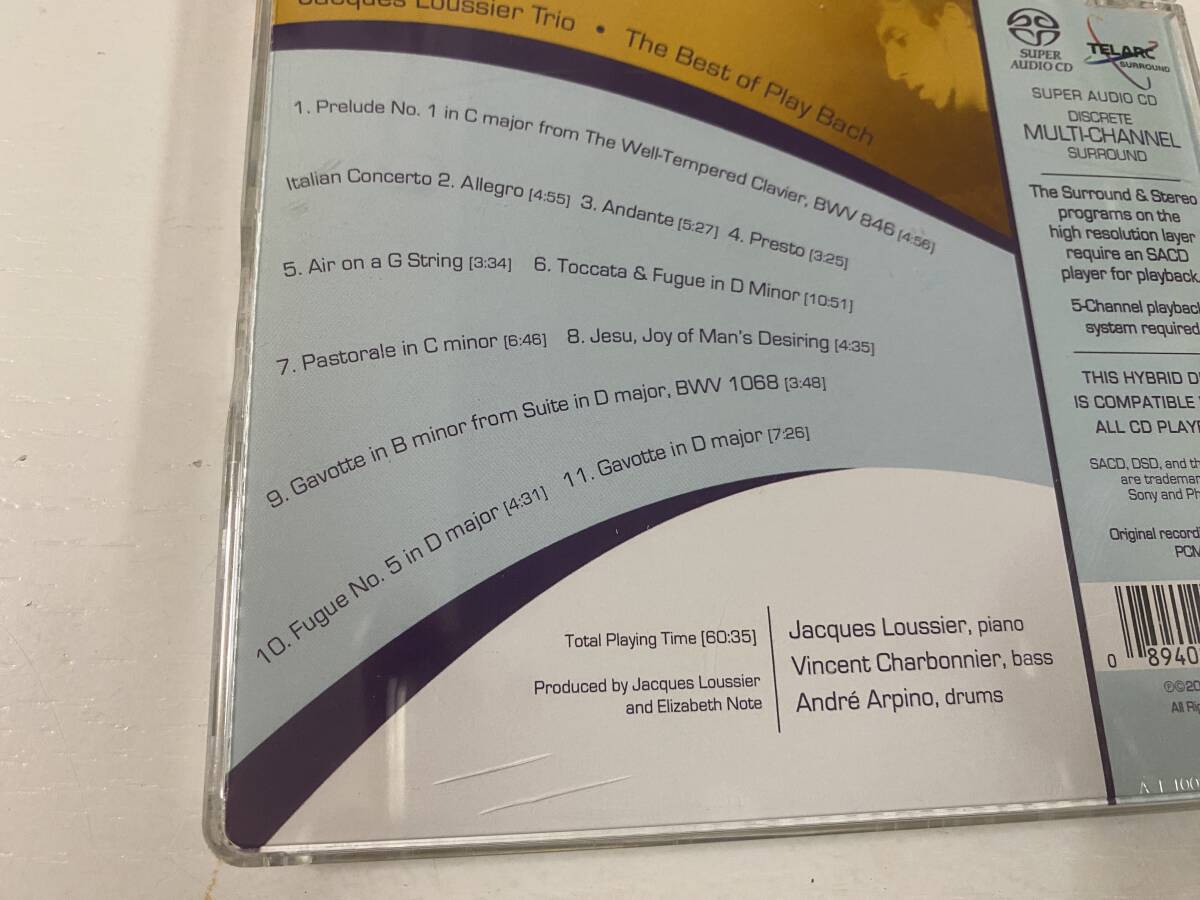 Jacques Loussier Trio • The Best of Play Bach
1. Prelude No. 1 in C major from The Well-Tempered Clavier, BWV 846 [4:56]
Italian Concerto 2. Allegro [4:55] 3. Andante [5:27] 4. Presto [3:25]
5. Air on a G String [3:34] 6. Toccata & Fugue in D Minor [10:51]
7. Pastorale in C minor [6:46] 8. Jesu, Joy of Man's Desiring [4:35]
9. Gavotte in B minor from Suite in D major, BWV 1068 [3:48]
10. Fugue No. 5 in D major [4:31] 11. Gavotte in D major [7:26]
Total Playing Time [60:35]
Produced by Jacques Loussier
and Elizabeth Note
Jacques Loussier, piano
Vincent Charbonnier, bass
André Arpino, drums
SUPER
AUDIO CD
TELARC
SURROUND
SUPER AUDIO CD
DISCRETE
MULTI-CHANNEL
SURROUND
The Surround & Stereo
programs on the
high resolution layer
require an SACD
player for playback.
5-Channel playback
system required
THIS HYBRID
IS COMPATIBLE
ALL CD
SACD, DSD, and
are
Sony and
Original
0 8940
℗©20
All